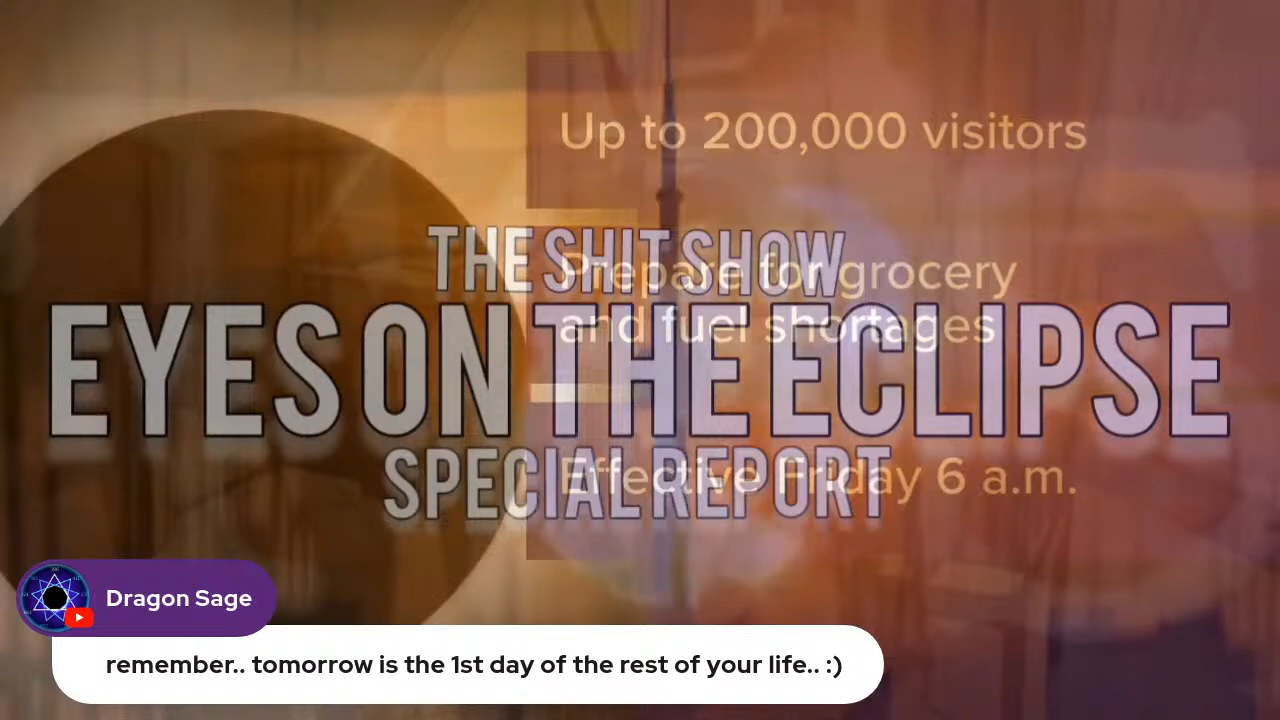 Up to 200,000 visitors
THE SHIT SHOW
Prepare for grocery
and fuel shortages
EYES ON THE ECLIPSE
SPECIAL REPORT
Effective Friday 6 a.m.
Dragon Sage
remember.. tomorrow is the 1st day of the rest of your life.. :)